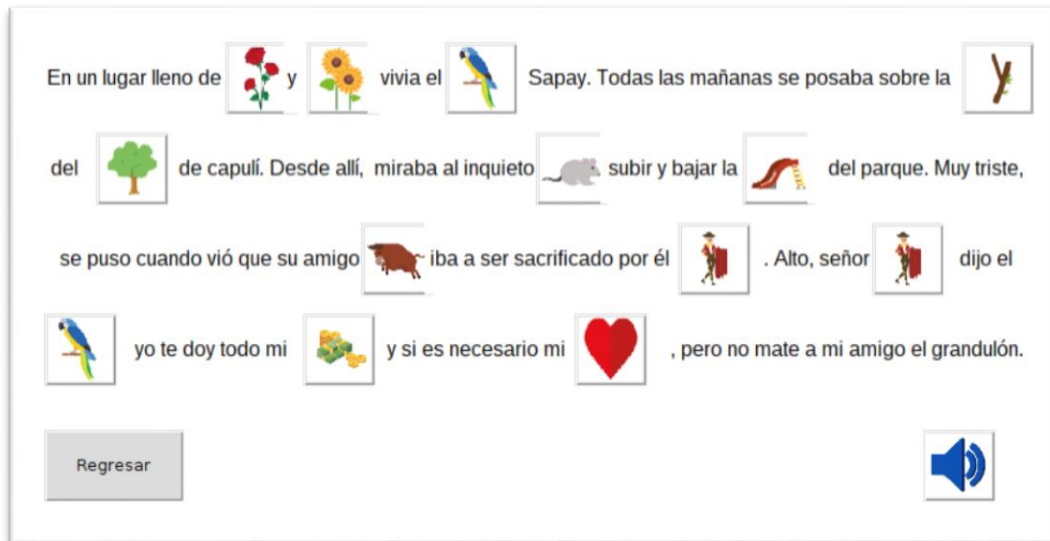 En un lugar lleno de y vivia el Sapay. Todas las mañanas se posaba sobre la
del de capulí. Desde allí, miraba al inquieto subir y bajar la del parque. Muy triste,
se puso cuando vió que su amigo iba a ser sacrificado por él . Alto, señor dijo el
yo te doy todo mi y si es necesario mi , pero no mate a mi amigo el grandulón.
Regresar